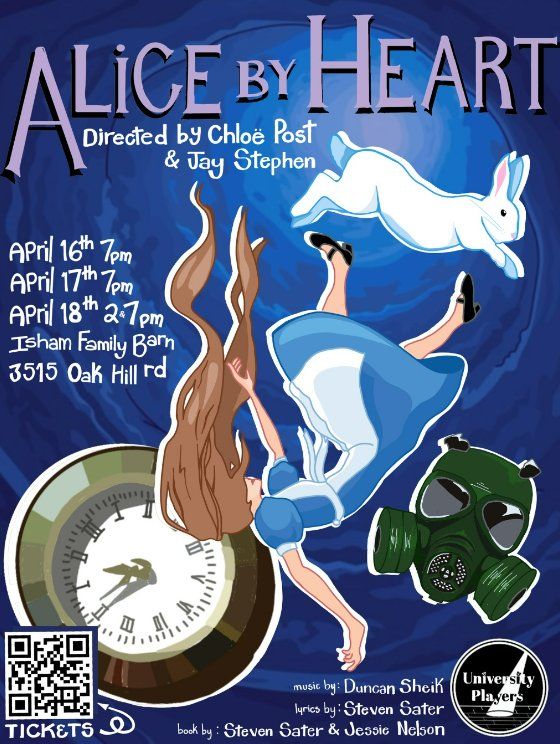 ALiCE BY HEART
Directed by Chloë Post
& Jay Stephen
April 16th 7pm
April 17th 7pm
April 18th 2&7pm
Isham Family Barn
3515 Oak Hill rd
TICKETS
music by: Duncan SheiK
lyrics by: Steven Sater
book by: Steven Sater & Jessie Nelson
University
Players